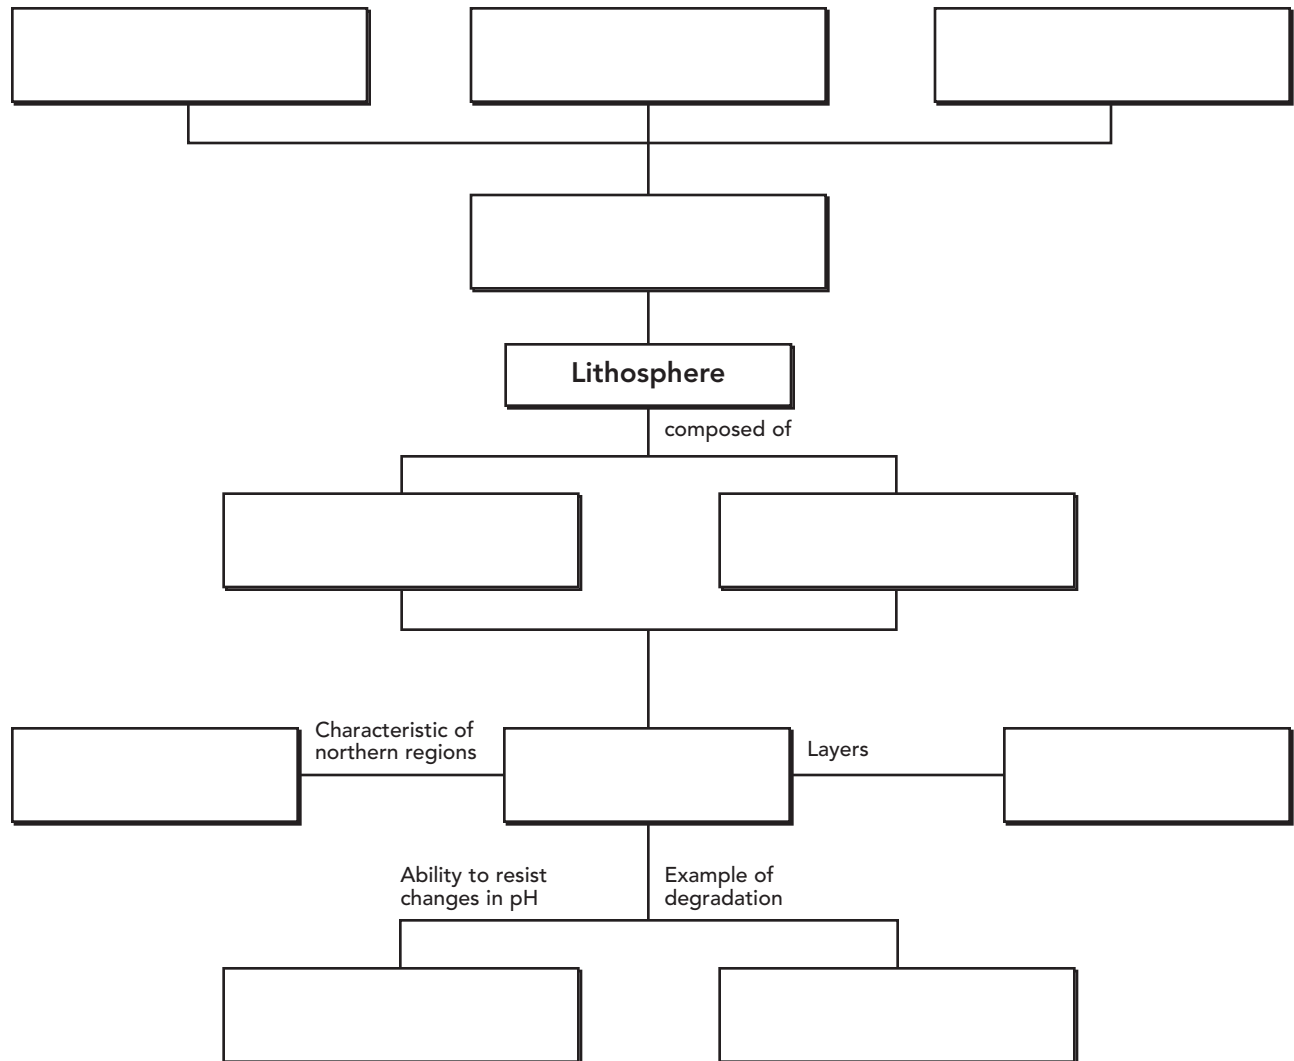 Lithosphere
composed of
Characteristic of
northern regions
Layers
Ability to resist
changes in pH
Example of
degradation